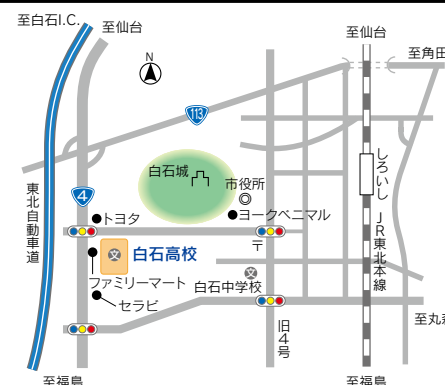 至白石I.C.
至仙台
至仙台
至角田
N
113
白石城
市役所
しろいし
JR東北本線
4
トヨタ
ヨークベニマル
東北自動車道
文
白石高校
〒
ファミリーマート
文
白石中学校
セラビ
旧4号
至丸森
至福島
至福島